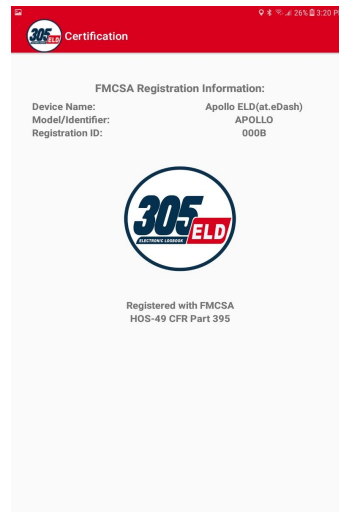 26% 3:20 P
305 ELD Certification
FMCSA Registration Information:
Device Name: Apollo ELD(at.eDash)
Model/Identifier: APOLLO
Registration ID: 000B
305
ELD
ELECTRONIC LOGBOOK
Registered with FMCSA
HOS-49 CFR Part 395